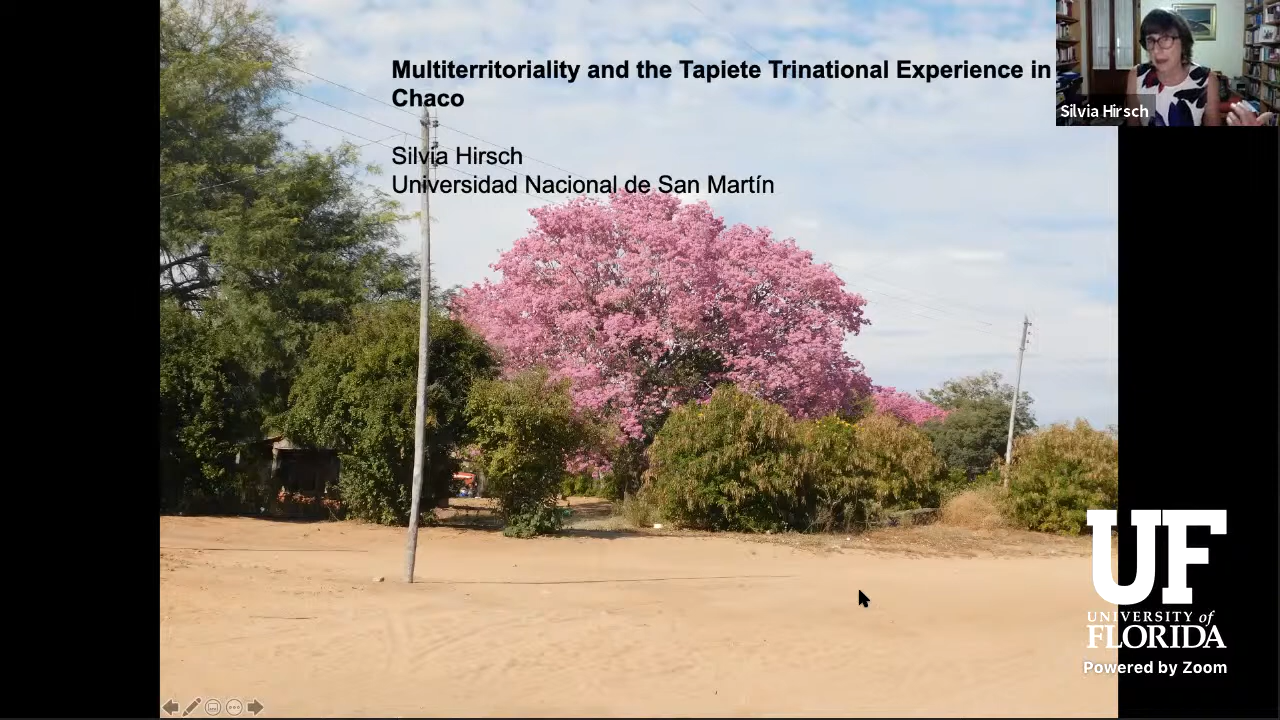 Multiterritoriality and the Tapiete Trinational Experience in
Chaco
Silvia Hirsch
Universidad Nacional de San Martín
Silvia Hirsch
UF
UNIVERSITY of
FLORIDA
Powered by Zoom